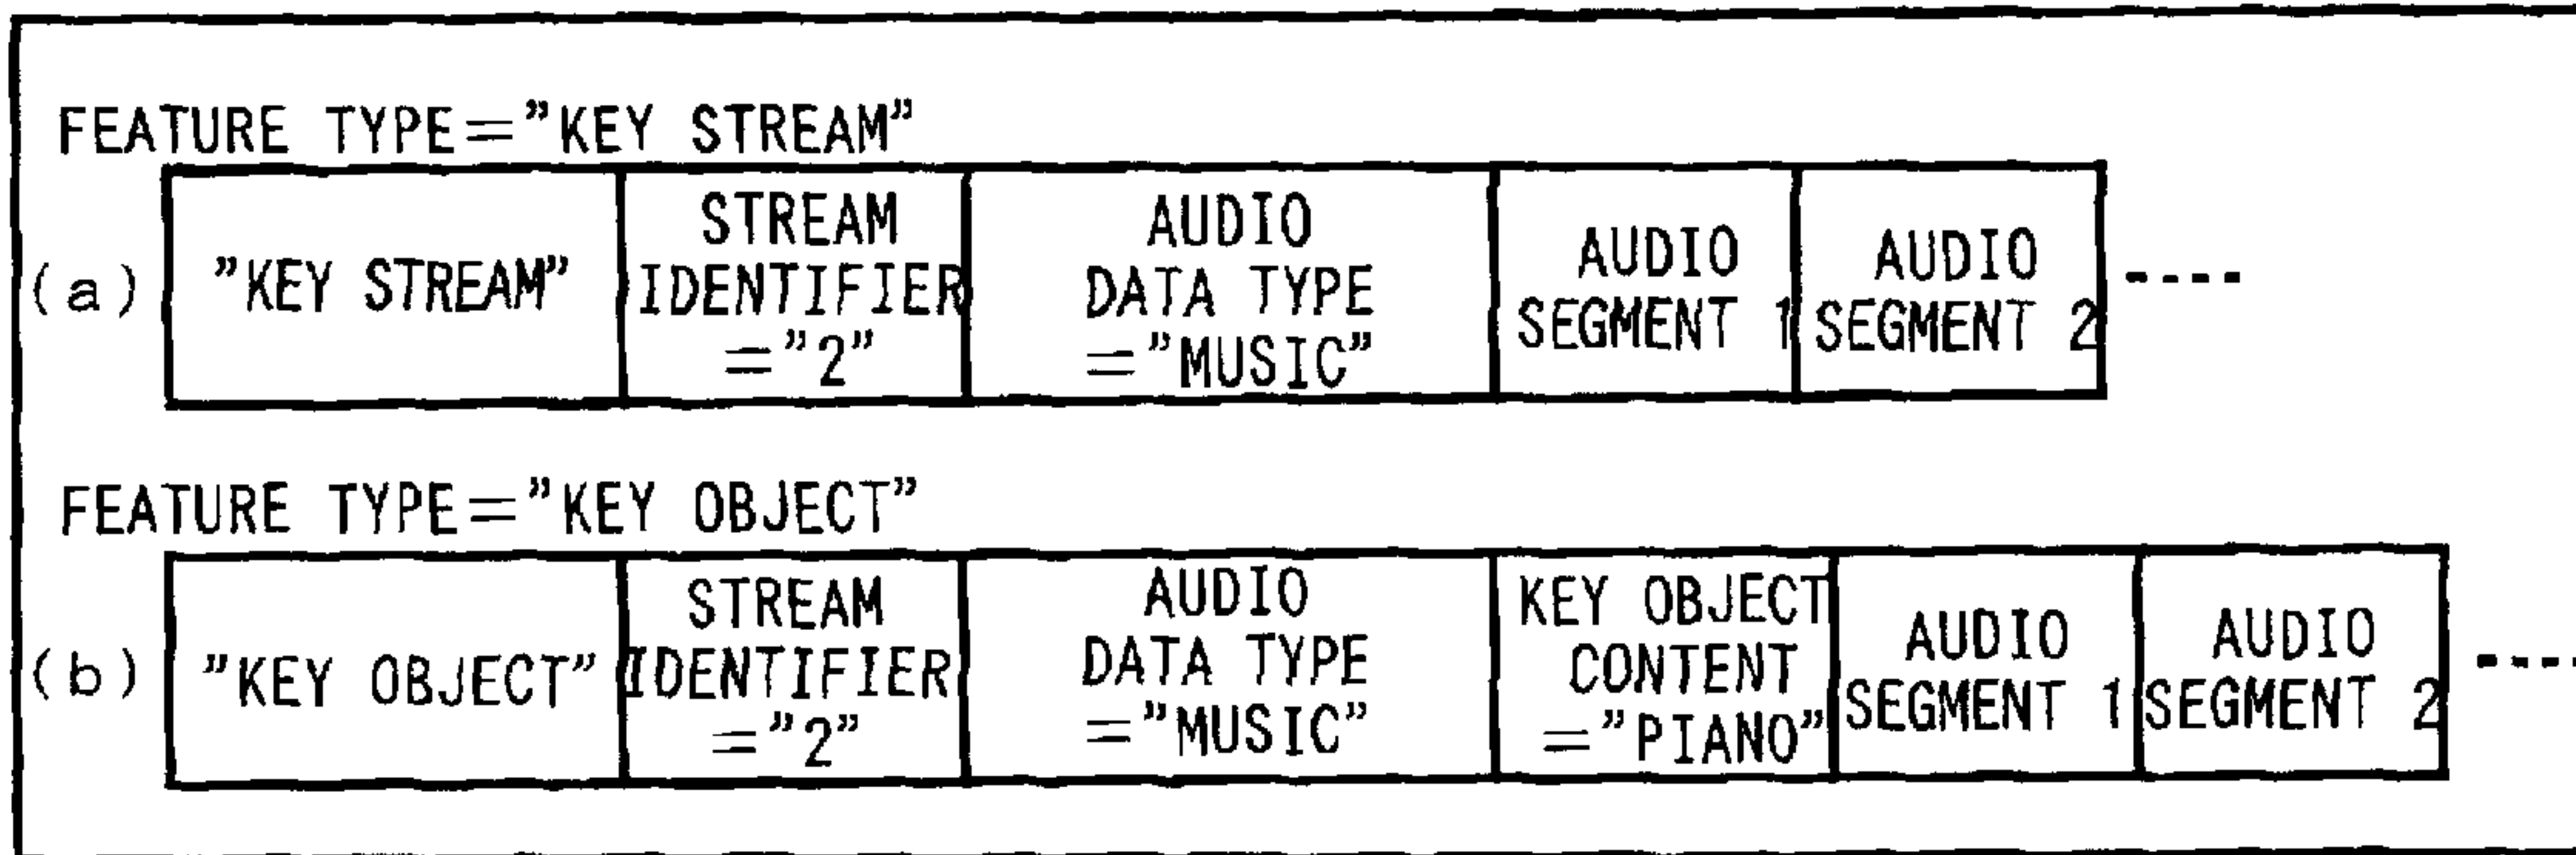 FEATURE TYPE="KEY STREAM"
(a)
"KEY STREAM"
STREAM
IDENTIFIER
="2"
AUDIO
DATA TYPE
="MUSIC"
AUDIO
SEGMENT 1
AUDIO
SEGMENT 2
----
FEATURE TYPE="KEY OBJECT"
(b)
"KEY OBJECT"
STREAM
IDENTIFIER
="2"
AUDIO
DATA TYPE
="MUSIC"
KEY OBJECT
CONTENT
="PIANO"
AUDIO
SEGMENT 1
AUDIO
SEGMENT 2
----